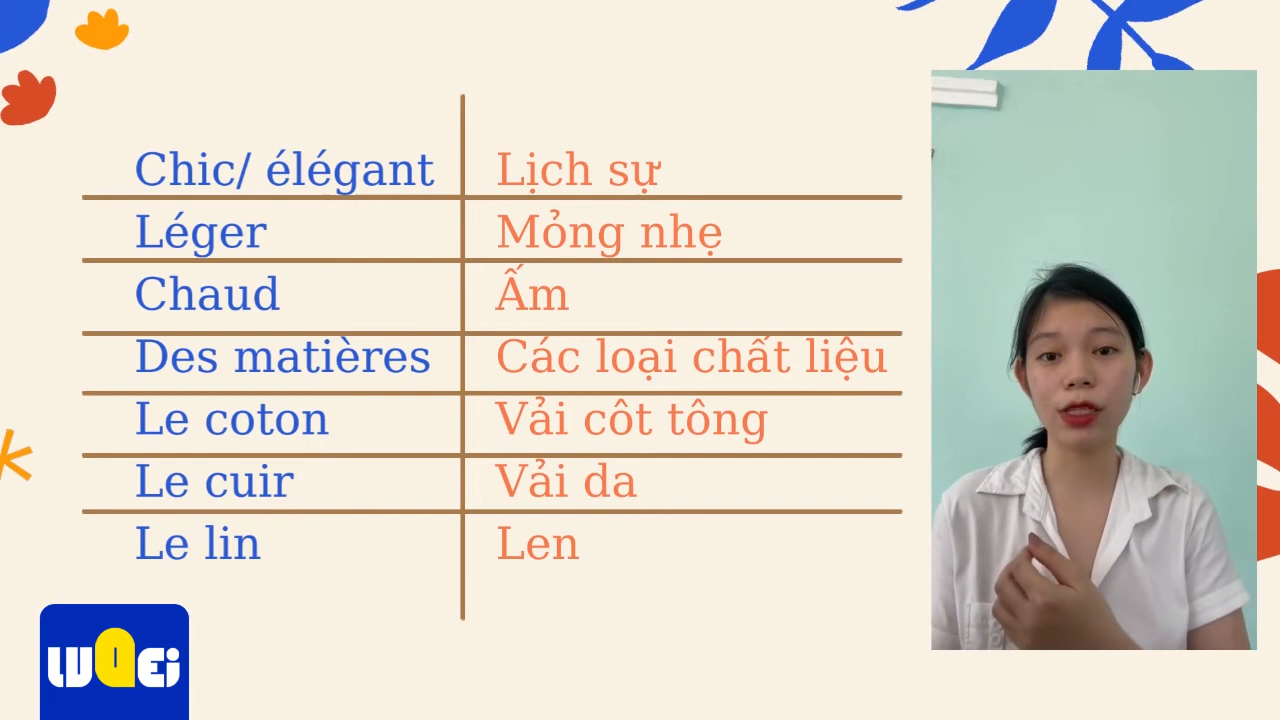 Chic/ élégant Lịch sự
Léger Mỏng nhẹ
Chaud Ấm
Des matières Các loại chất liệu
Le coton Vải côt tông
Le cuir Vải da
Le lin Len
LUQEi